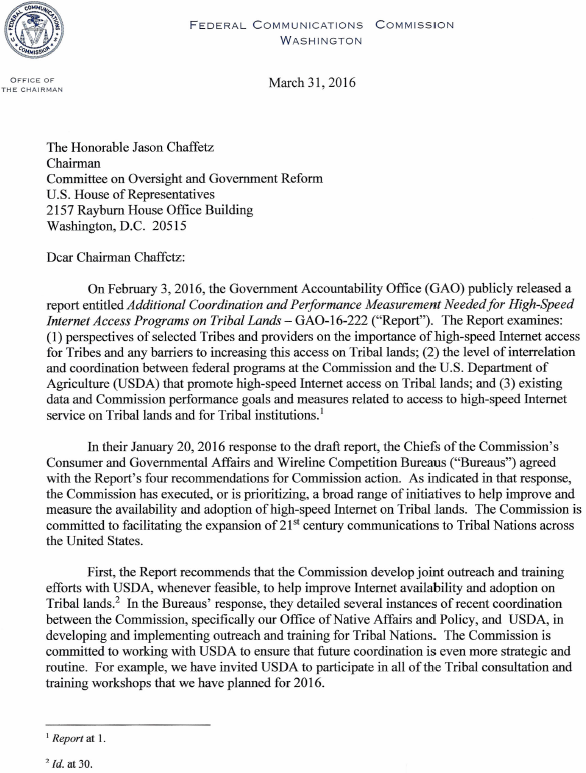 FEDERAL COMMUNICATIONS COMMISSION
WASHINGTON
OFFICE OF
THE CHAIRMAN
March 31, 2016
The Honorable Jason Chaffetz
Chairman
Committee on Oversight and Government Reform
U.S. House of Representatives
2157 Rayburn House Office Building
Washington, D.C. 20515
Dear Chairman Chaffetz:
On February 3, 2016, the Government Accountability Office (GAO) publicly released a
report entitled Additional Coordination and Performance Measurement Needed for High-Speed
Internet Access Programs on Tribal Lands – GAO-16-222 ("Report"). The Report examines:
(1) perspectives of selected Tribes and providers on the importance of high-speed Internet access
for Tribes and any barriers to increasing this access on Tribal lands; (2) the level of interrelation
and coordination between federal programs at the Commission and the U.S. Department of
Agriculture (USDA) that promote high-speed Internet access on Tribal lands; and (3) existing
data and Commission performance goals and measures related to access to high-speed Internet
service on Tribal lands and for Tribal institutions.1
In their January 20, 2016 response to the draft report, the Chiefs of the Commission's
Consumer and Governmental Affairs and Wireline Competition Bureaus ("Bureaus") agreed
with the Report's four recommendations for Commission action. As indicated in that response,
the Commission has executed, or is prioritizing, a broad range of initiatives to help improve and
measure the availability and adoption of high-speed Internet on Tribal lands. The Commission is
committed to facilitating the expansion of 21st century communications to Tribal Nations across
the United States.
First, the Report recommends that the Commission develop joint outreach and training
efforts with USDA, whenever feasible, to help improve Internet availability and adoption on
Tribal lands.2 In the Bureaus' response, they detailed several instances of recent coordination
between the Commission, specifically our Office of Native Affairs and Policy, and USDA, in
developing and implementing outreach and training for Tribal Nations. The Commission is
committed to working with USDA to ensure that future coordination is even more strategic and
routine. For example, we have invited USDA to participate in all of the Tribal consultation and
training workshops that we have planned for 2016.
1 Report at 1.
2 Id. at 30.